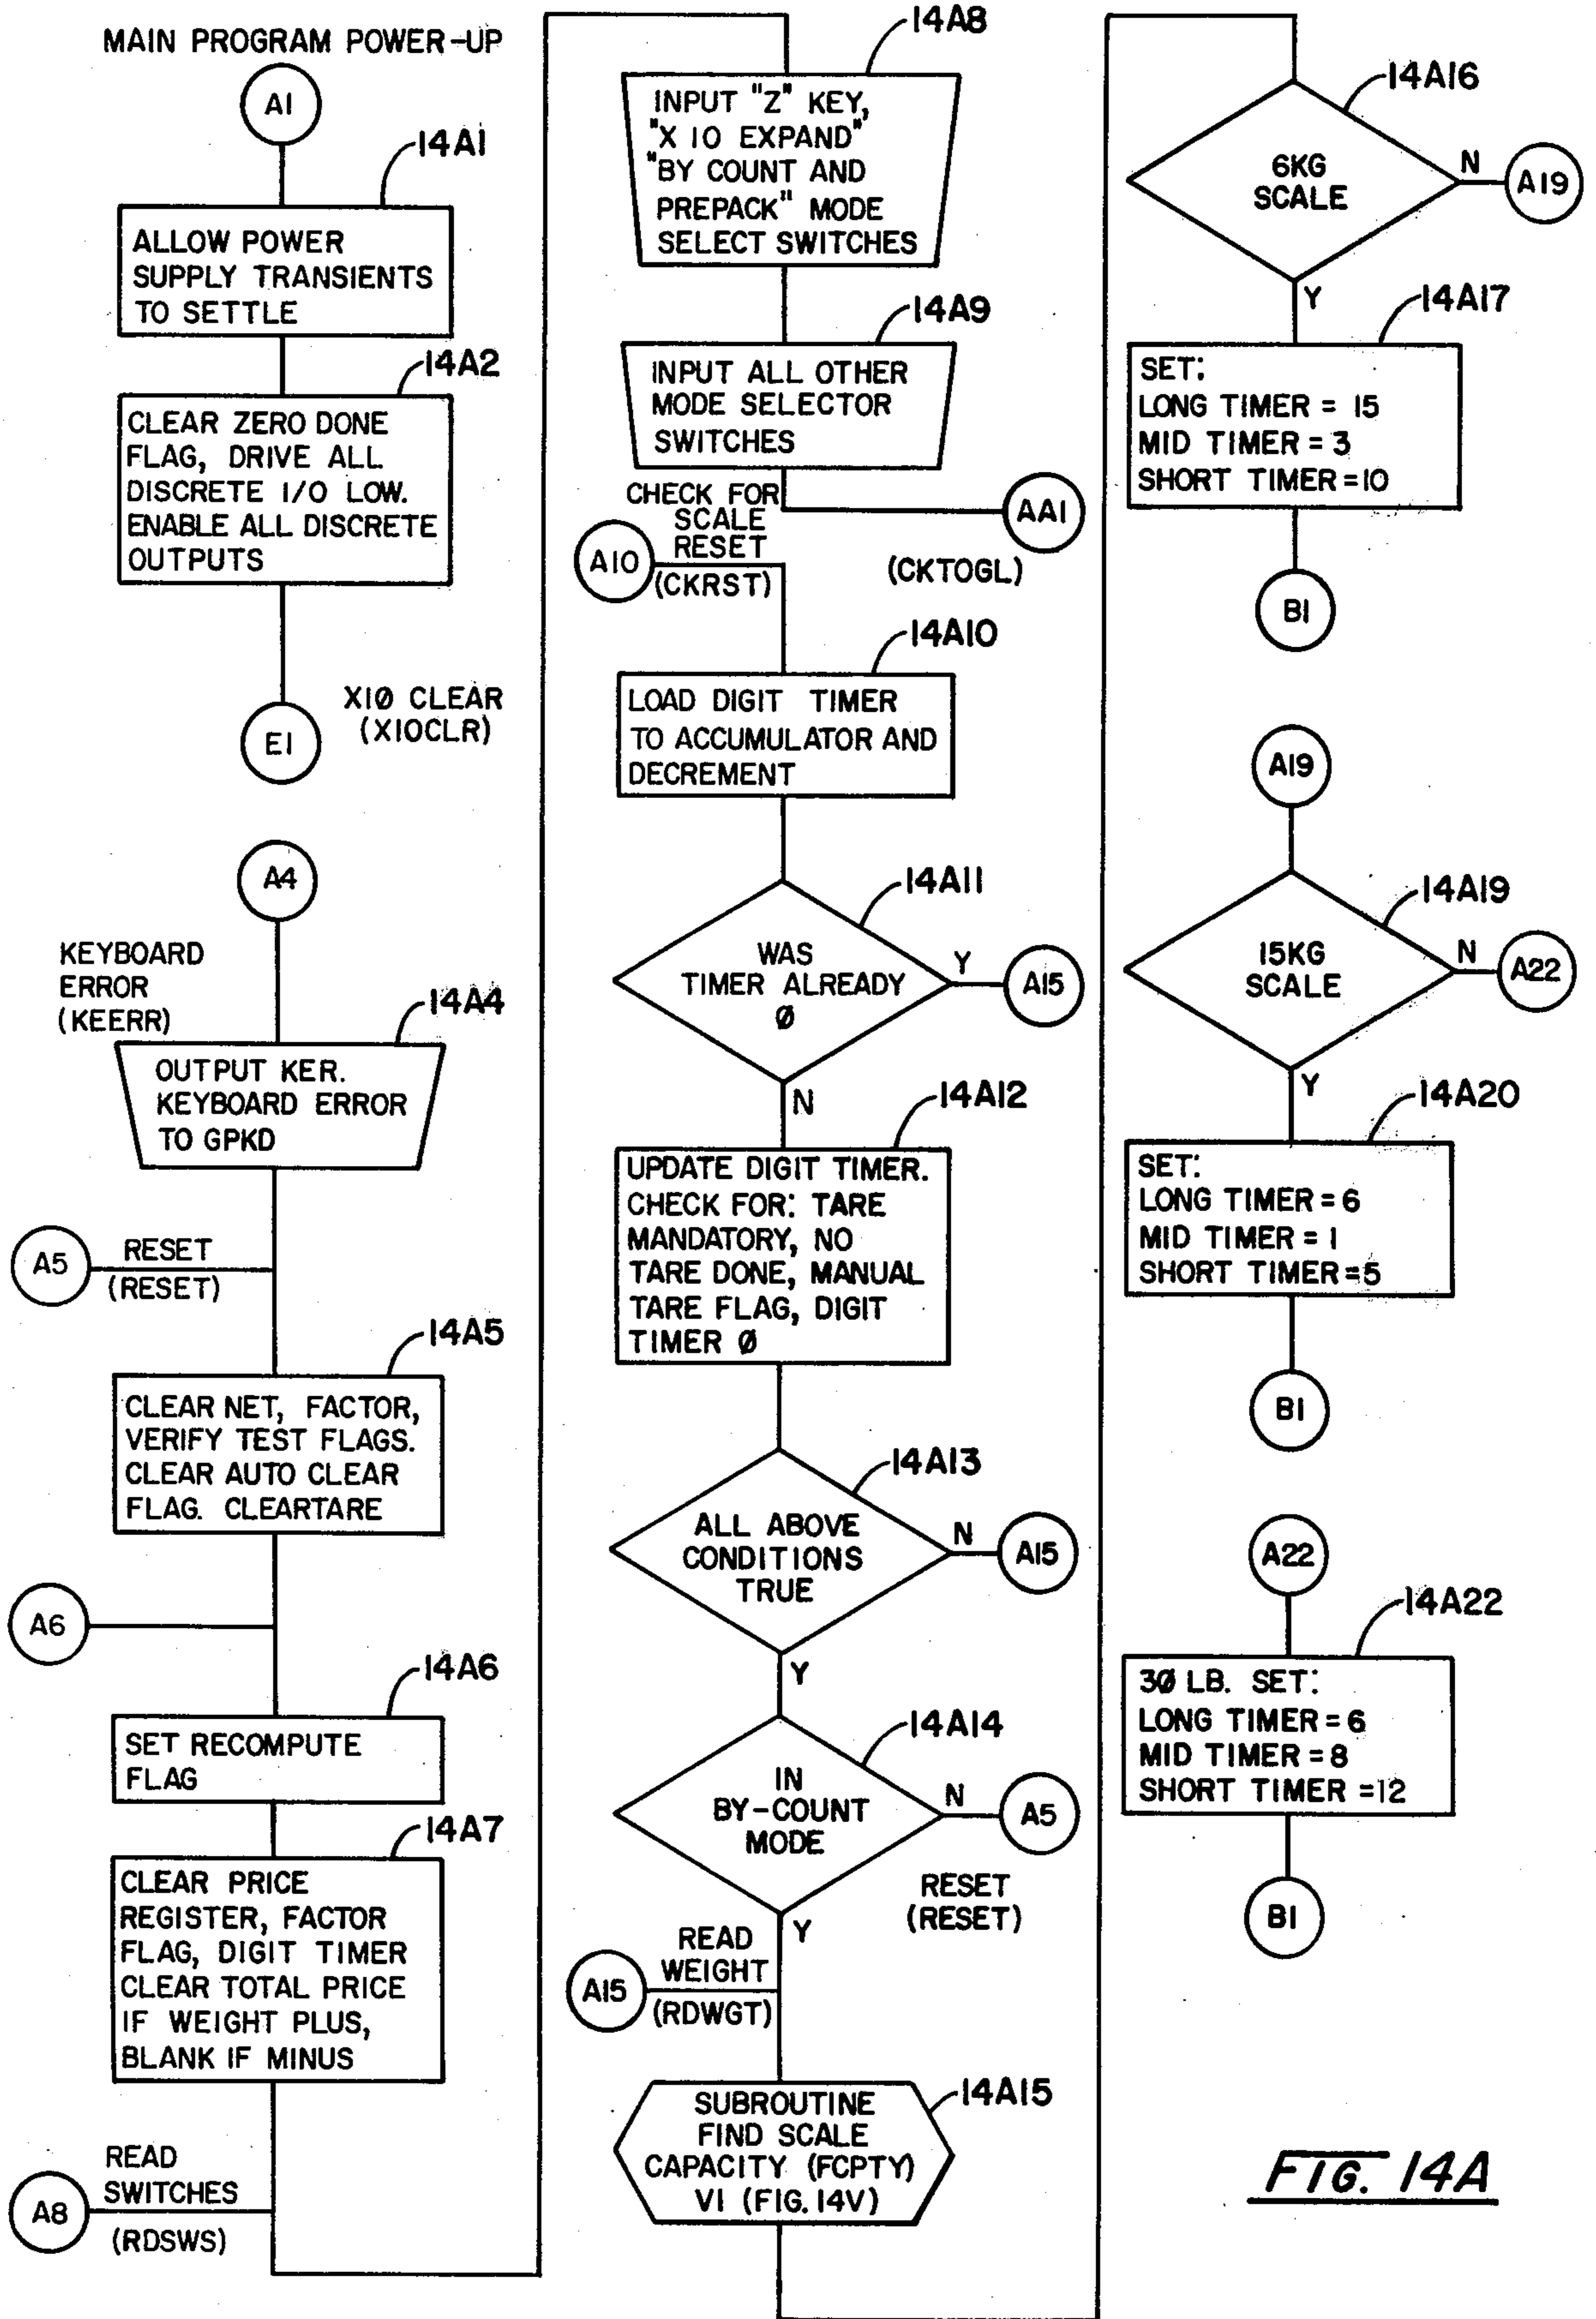 MAIN PROGRAM POWER-UP
A1
14A1
ALLOW POWER
SUPPLY TRANSIENTS
TO SETTLE
14A2
CLEAR ZERO DONE
FLAG, DRIVE ALL
DISCRETE I/O LOW.
ENABLE ALL DISCRETE
OUTPUTS
X1Ø CLEAR
(X1OCLR)
E1
A4
KEYBOARD
ERROR
(KEERR)
14A4
OUTPUT KER.
KEYBOARD ERROR
TO GPKD
A5
RESET
(RESET)
14A5
CLEAR NET, FACTOR,
VERIFY TEST FLAGS.
CLEAR AUTO CLEAR
FLAG. CLEARTARE
A6
14A6
SET RECOMPUTE
FLAG
14A7
CLEAR PRICE
REGISTER, FACTOR
FLAG, DIGIT TIMER
CLEAR TOTAL PRICE
IF WEIGHT PLUS,
BLANK IF MINUS
READ
SWITCHES
A8
(RDSWS)
14A8
INPUT "Z" KEY,
"X 10 EXPAND"
"BY COUNT AND
PREPACK" MODE
SELECT SWITCHES
14A9
INPUT ALL OTHER
MODE SELECTOR
SWITCHES
CHECK FOR
SCALE
RESET
A10
(CKRST)
AA1
(CKTOGL)
14A10
LOAD DIGIT TIMER
TO ACCUMULATOR AND
DECREMENT
14A11
WAS
TIMER ALREADY
Ø
Y
A15
N
14A12
UPDATE DIGIT TIMER.
CHECK FOR: TARE
MANDATORY, NO
TARE DONE, MANUAL
TARE FLAG, DIGIT
TIMER Ø
14A13
ALL ABOVE
CONDITIONS
TRUE
N
A15
Y
14A14
IN
BY-COUNT
MODE
N
A5
RESET
(RESET)
Y
READ
WEIGHT
A15
(RDWGT)
14A15
SUBROUTINE
FIND SCALE
CAPACITY (FCPTY)
V1 (FIG. 14V)
14A16
6KG
SCALE
N
A19
Y
14A17
SET:
LONG TIMER = 15
MID TIMER = 3
SHORT TIMER =10
B1
A19
14A19
15KG
SCALE
N
A22
Y
14A20
SET:
LONG TIMER = 6
MID TIMER = 1
SHORT TIMER =5
B1
A22
14A22
3Ø LB. SET:
LONG TIMER = 6
MID TIMER = 8
SHORT TIMER =12
B1
FIG. 14A